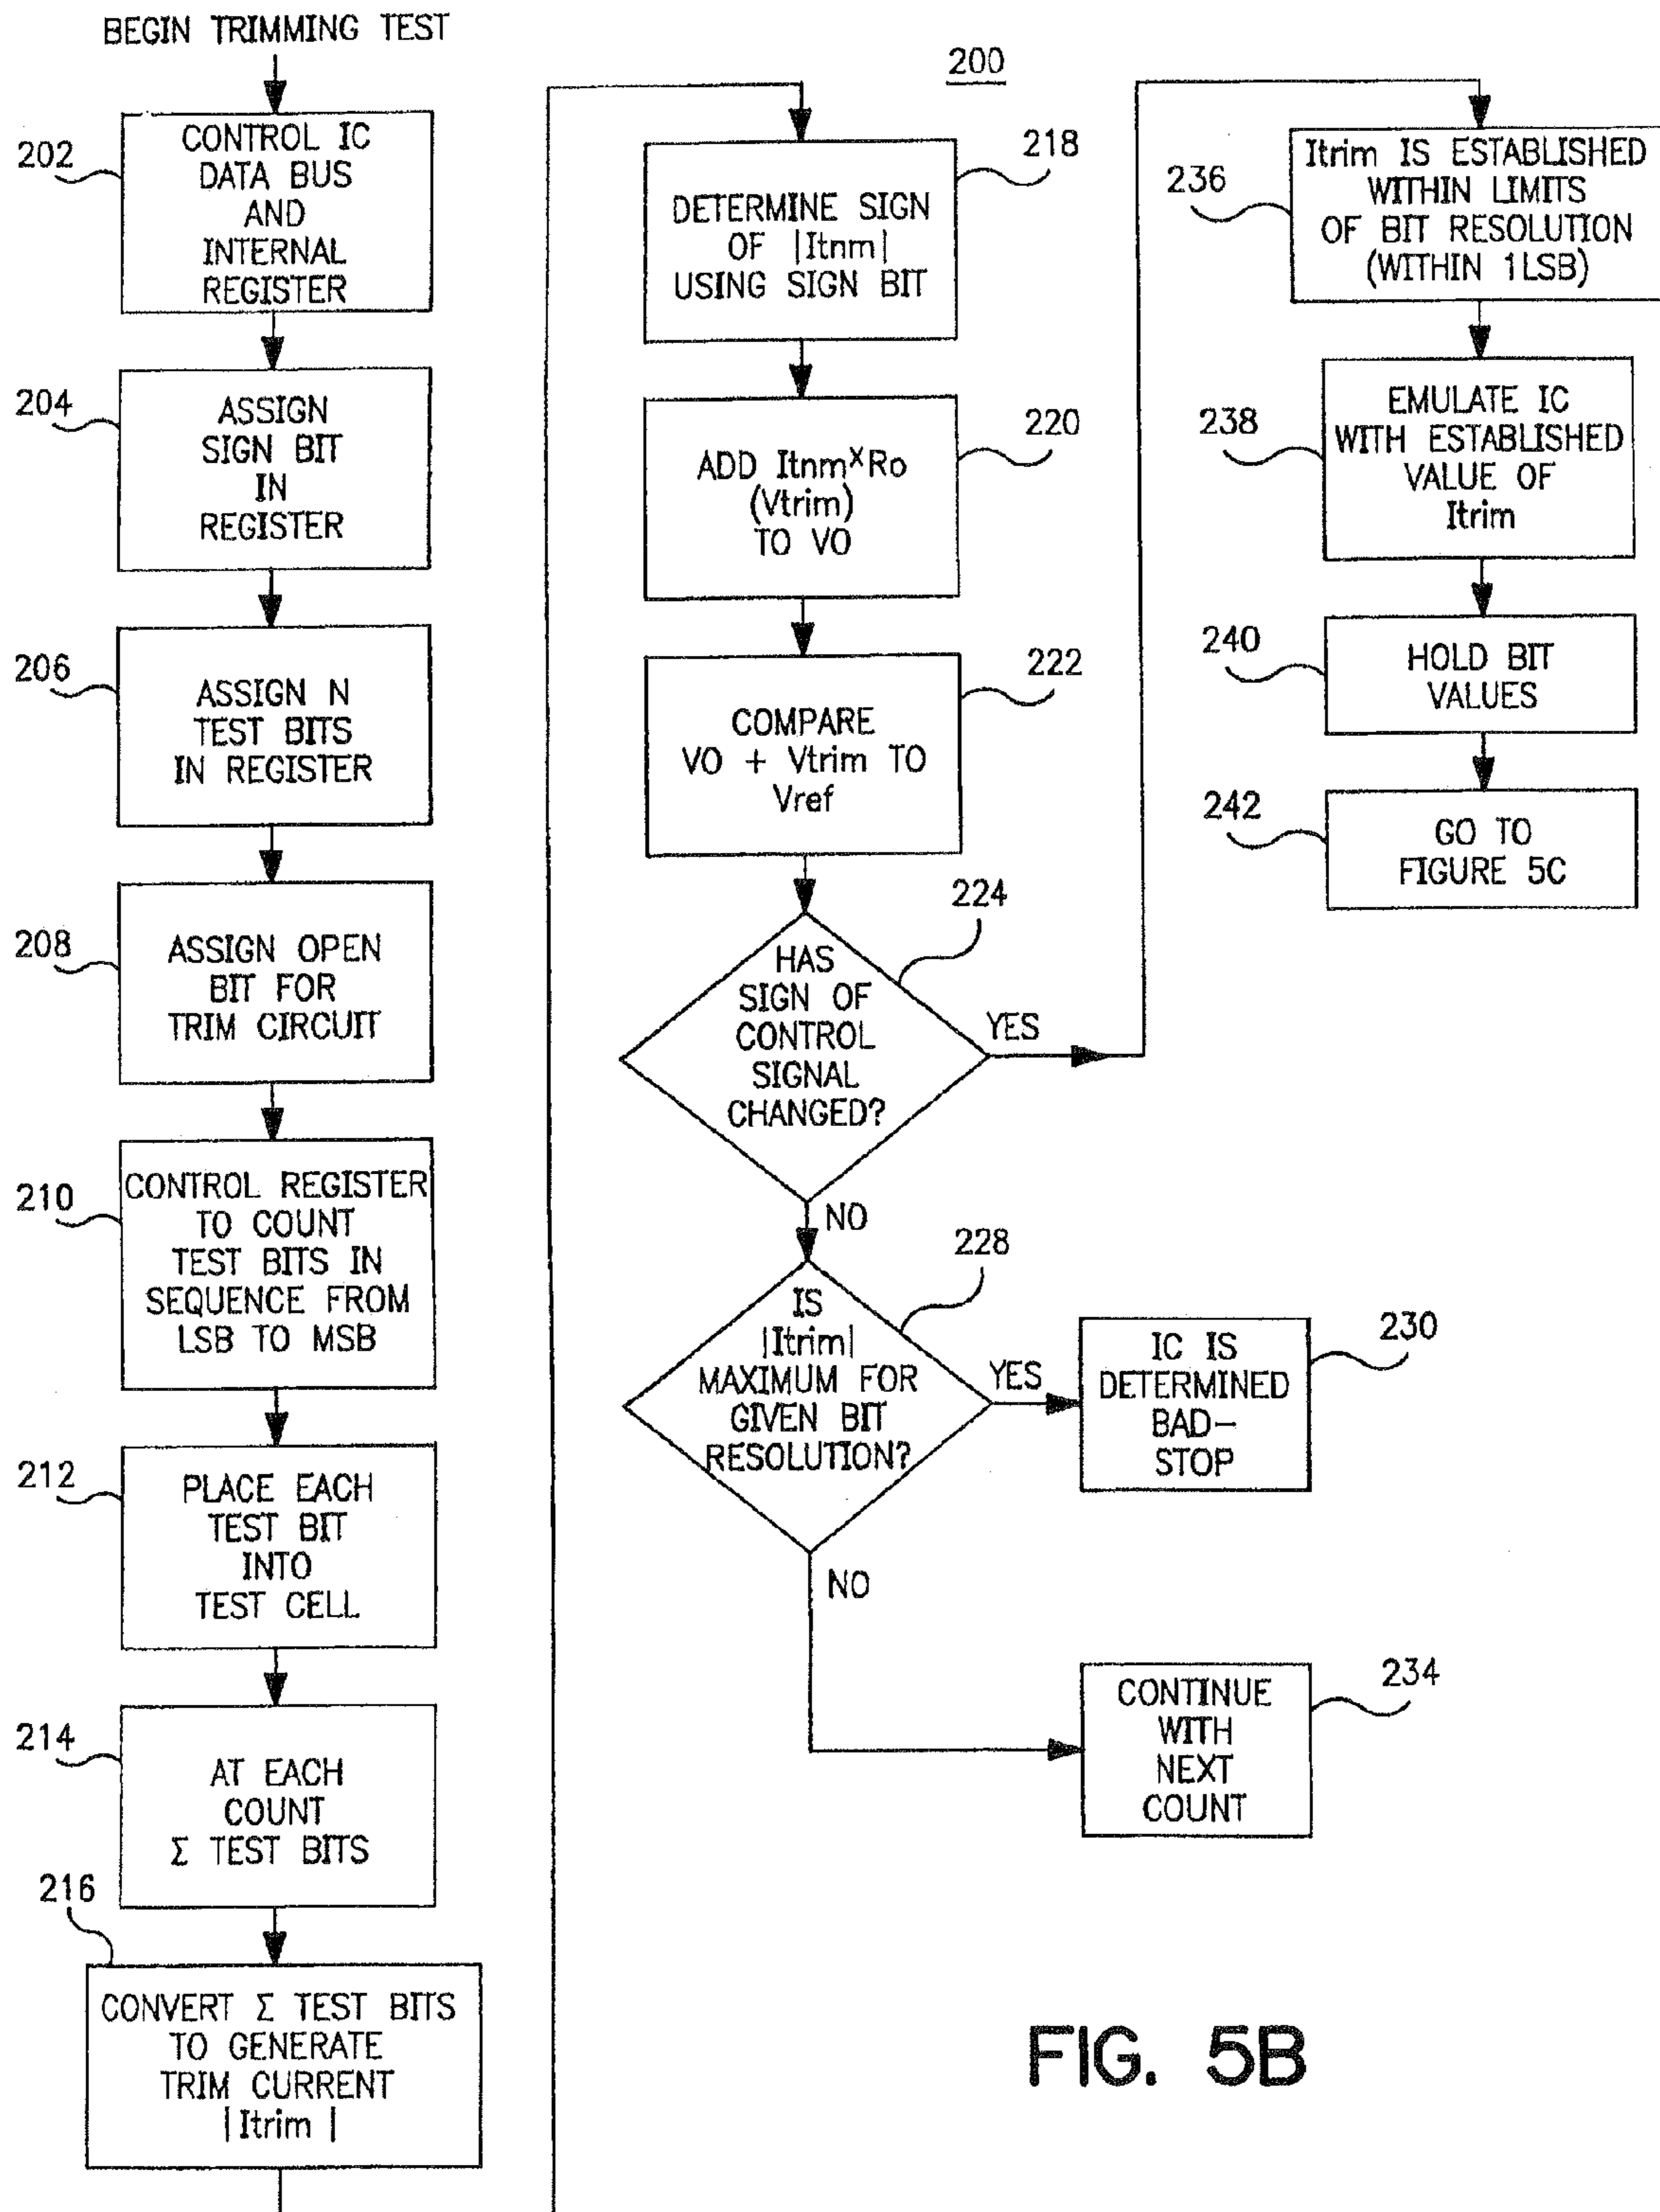 BEGIN TRIMMING TEST
202
CONTROL IC
DATA BUS
AND
INTERNAL
REGISTER
204
ASSIGN
SIGN BIT
IN
REGISTER
206
ASSIGN N
TEST BITS
IN REGISTER
208
ASSIGN OPEN
BIT FOR
TRIM CIRCUIT
210
CONTROL REGISTER
TO COUNT
TEST BITS IN
SEQUENCE FROM
LSB TO MSB
212
PLACE EACH
TEST BIT
INTO
TEST CELL
214
AT EACH
COUNT
Σ TEST BITS
216
CONVERT Σ TEST BITS
TO GENERATE
TRIM CURRENT
|Itrim |
200
218
DETERMINE SIGN
OF |Itnm|
USING SIGN BIT
220
ADD Itnm×Ro
(Vtrim)
TO VO
222
COMPARE
VO + Vtrim TO
Vref
224
HAS
SIGN OF
CONTROL
SIGNAL
CHANGED?
YES
NO
228
IS
|Itrim|
MAXIMUM FOR
GIVEN BIT
RESOLUTION?
YES
NO
230
IC IS
DETERMINED
BAD-
STOP
234
CONTINUE
WITH
NEXT
COUNT
236
Itrim IS ESTABLISHED
WITHIN LIMITS
OF BIT RESOLUTION
(WITHIN 1LSB)
238
EMULATE IC
WITH ESTABLISHED
VALUE OF
Itrim
240
HOLD BIT
VALUES
242
GO TO
FIGURE 5C
FIG. 5B